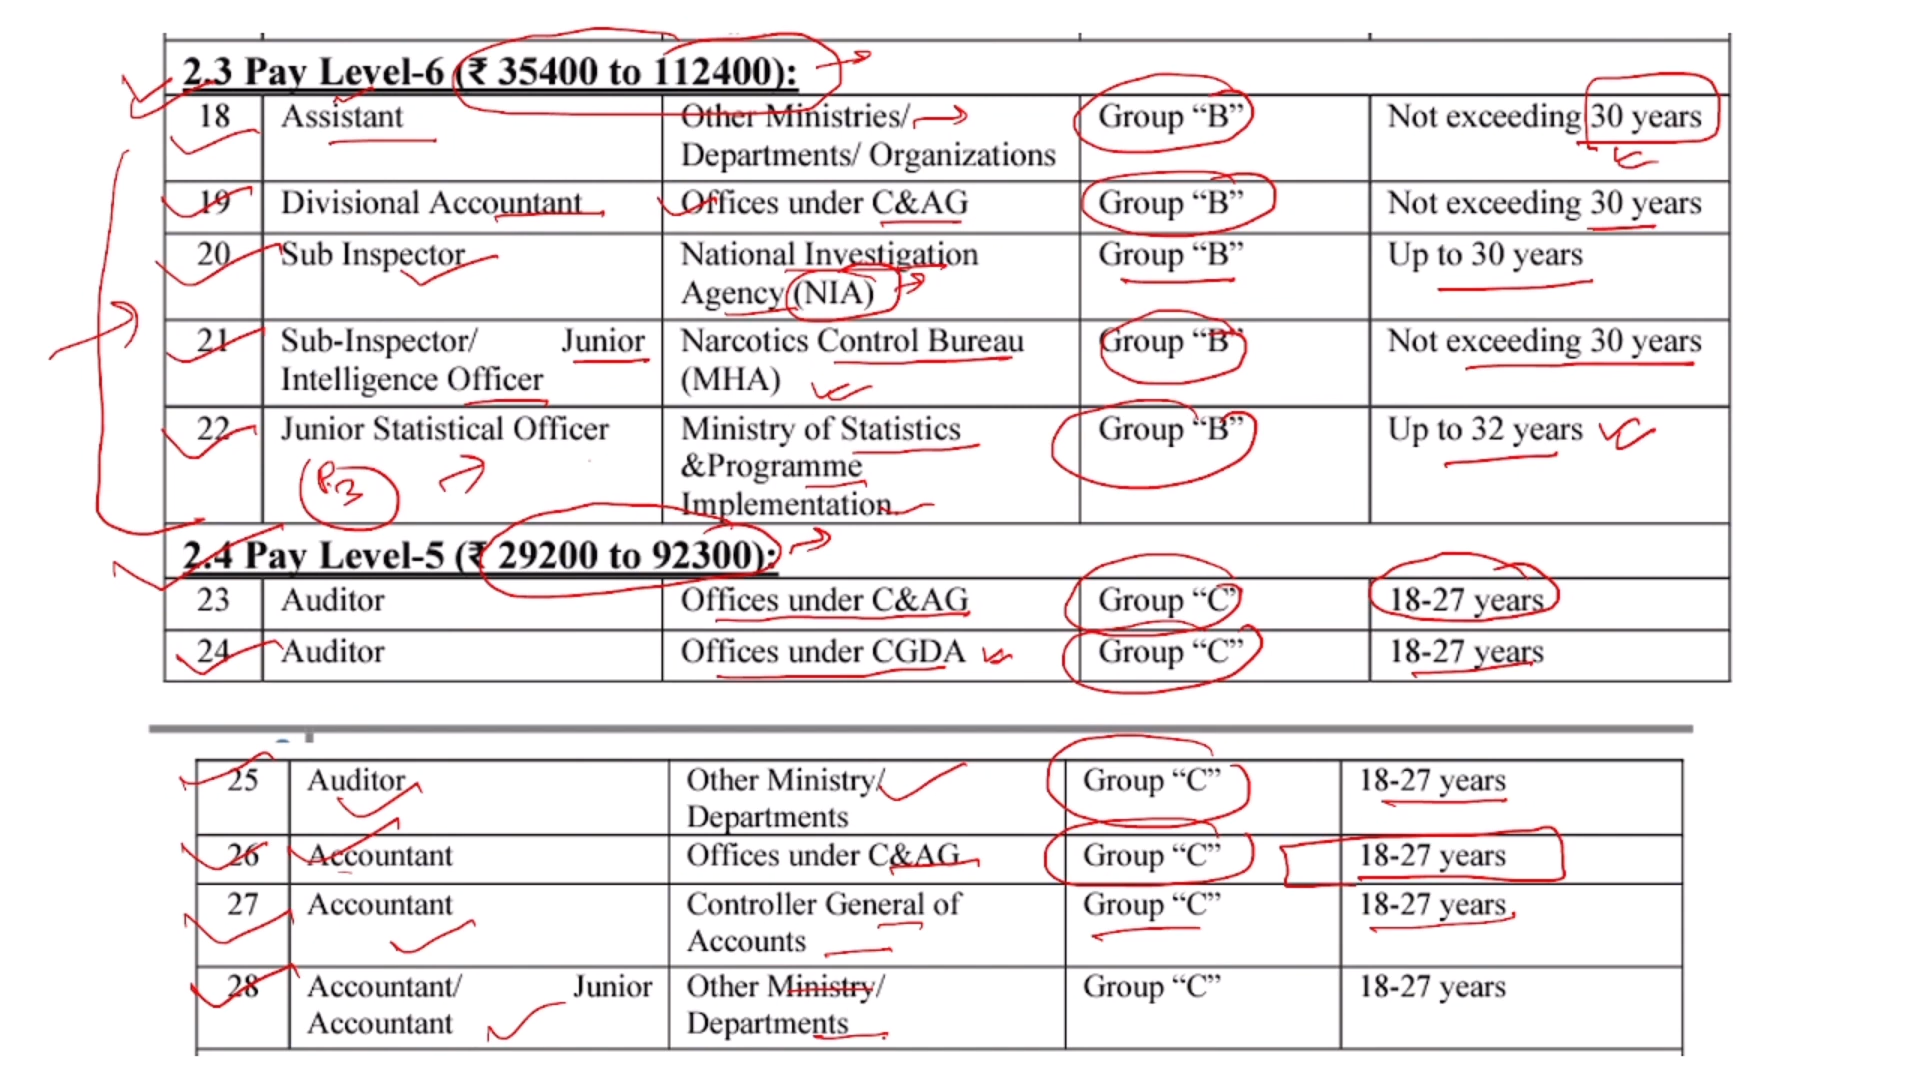 2.3 Pay Level-6 (₹ 35400 to 112400):
18 Assistant Other Ministries/ Group “B” Not exceeding 30 years
Departments/ Organizations
19 Divisional Accountant Offices under C&AG Group “B” Not exceeding 30 years
20 Sub Inspector National Investigation Group “B” Up to 30 years
Agency (NIA)
21 Sub-Inspector/ Junior Narcotics Control Bureau Group “B” Not exceeding 30 years
Intelligence Officer (MHA)
22 Junior Statistical Officer Ministry of Statistics Group “B” Up to 32 years
&Programme
P.3
Implementation
2.4 Pay Level-5 (₹ 29200 to 92300):
23 Auditor Offices under C&AG Group “C” 18-27 years
24 Auditor Offices under CGDA Group “C” 18-27 years
25 Auditor Other Ministry/ Group “C” 18-27 years
Departments
26 Accountant Offices under C&AG Group “C” 18-27 years
27 Accountant Controller General of Group “C” 18-27 years
Accounts
28 Accountant/ Junior Other Ministry/ Group “C” 18-27 years
Accountant Departments